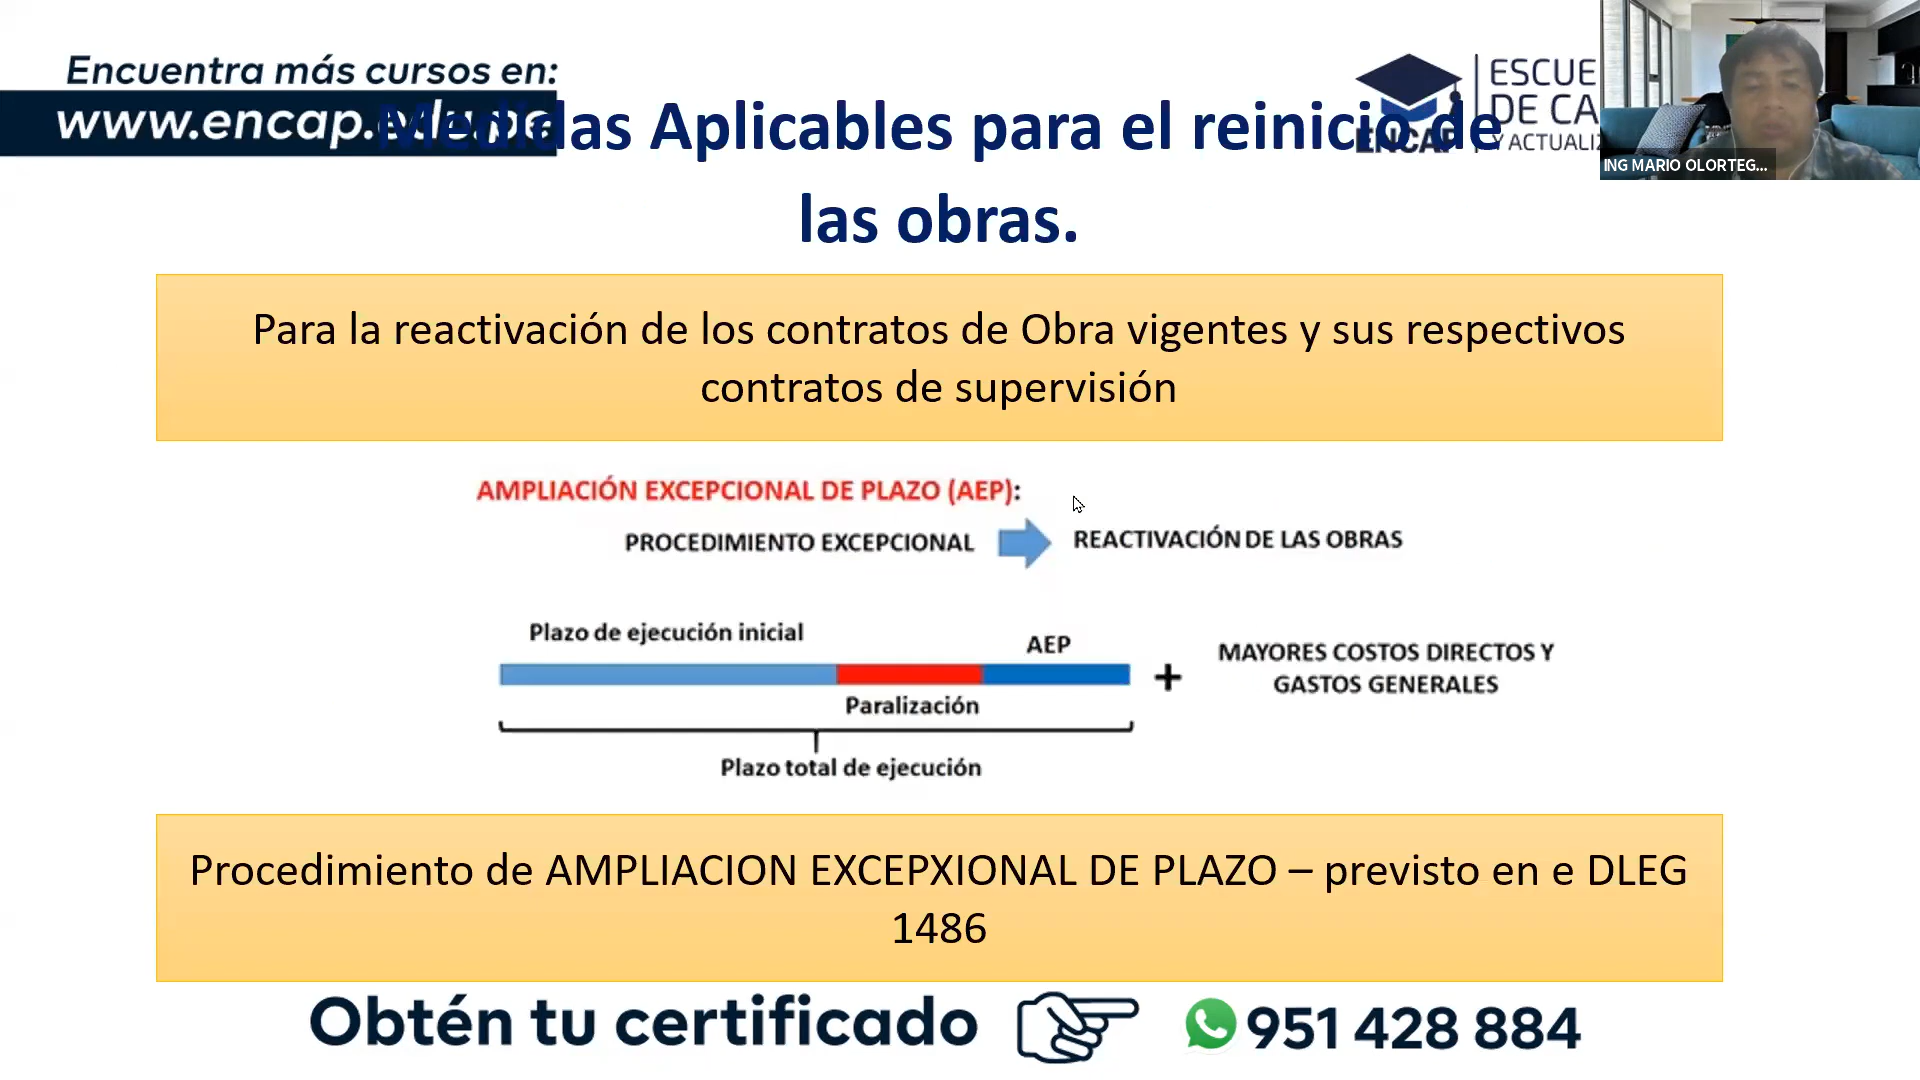 Encuentra más cursos en:
www.encap.edu.pe
Medidas Aplicables para el reinicio de
las obras.
ESCUE
DE CA
Y ACTUALIZ
ENCAP
ING MARIO OLORTEG...
Para la reactivación de los contratos de Obra vigentes y sus respectivos
contratos de supervisión
AMPLIACIÓN EXCEPCIONAL DE PLAZO (AEP):
PROCEDIMIENTO EXCEPCIONAL
REACTIVACIÓN DE LAS OBRAS
Plazo de ejecución inicial
AEP
+
MAYORES COSTOS DIRECTOS Y
GASTOS GENERALES
Paralización
Plazo total de ejecución
Procedimiento de AMPLIACION EXCEPXIONAL DE PLAZO – previsto en e DLEG
1486
Obtén tu certificado
951 428 884